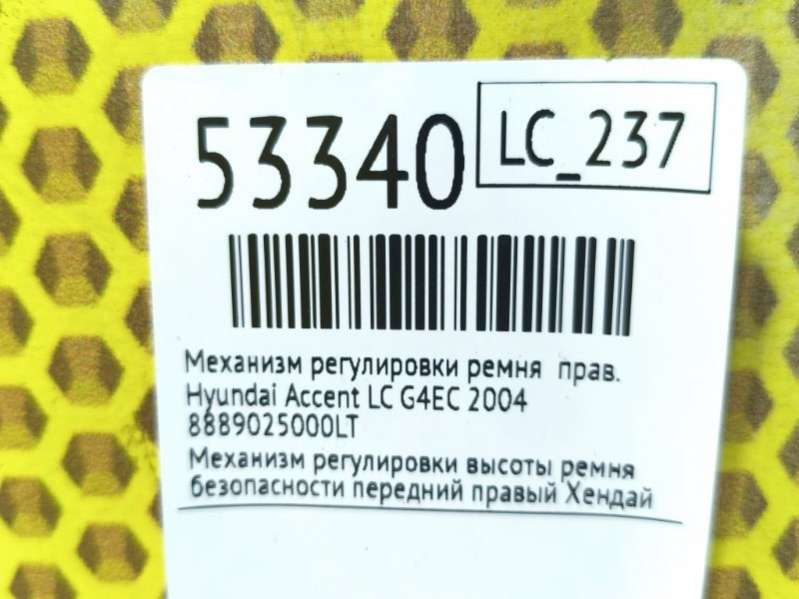 53340
LC_237
Механизм регулировки ремня прав.
Hyundai Accent LC G4EC 2004
8889025000LT
Механизм регулировки высоты ремня
безопасности передний правый Хендай